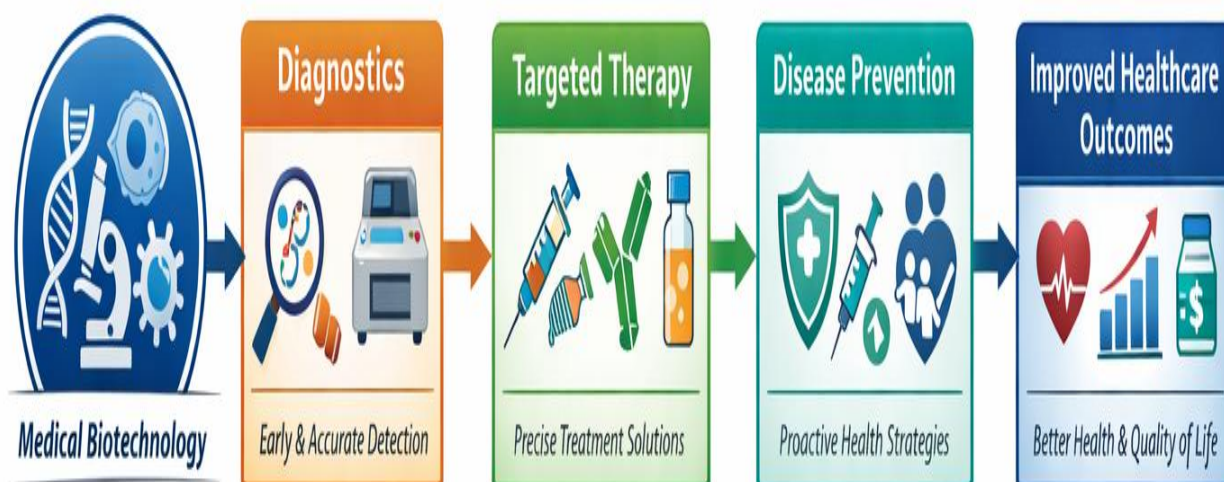 Medical Biotechnology
Diagnostics
Early & Accurate Detection
Targeted Therapy
Precise Treatment Solutions
Disease Prevention
Proactive Health Strategies
Improved Healthcare
Outcomes
$
Better Health & Quality of Life